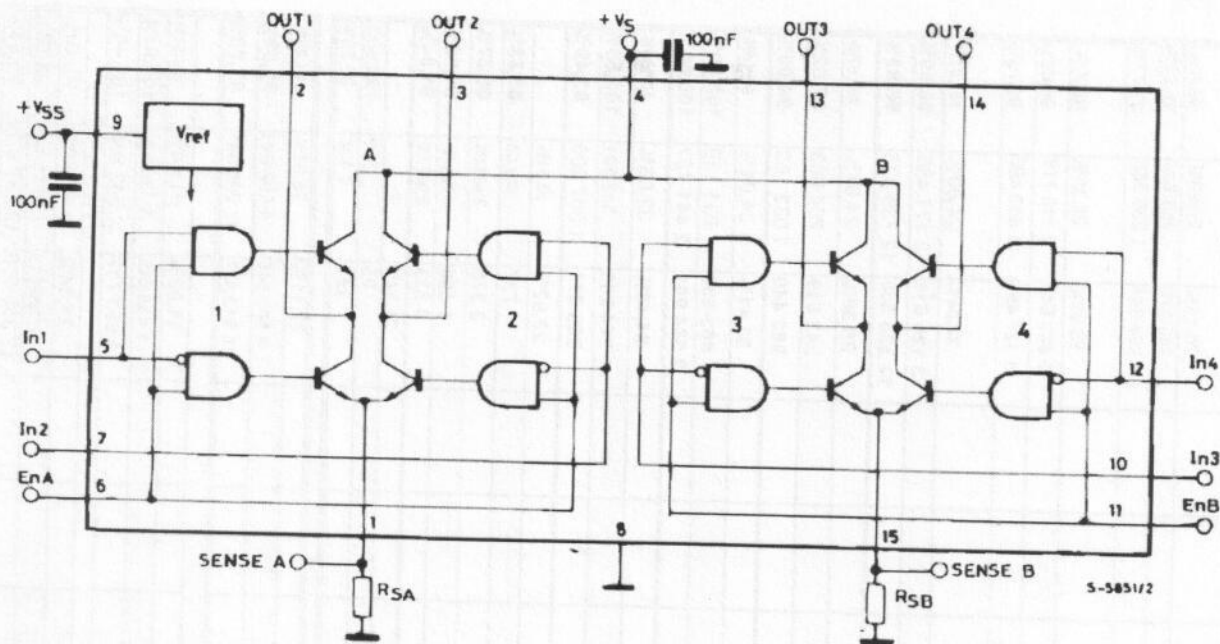 OUT1
OUT2
+VS
100nF
OUT3
OUT4
2
3
4
13
14
+VSS
9
Vref
A
B
100nF
1
2
3
4
In1
5
12
In4
In2
7
10
In3
EnA
6
11
EnB
1
8
15
SENSE A
SENSE B
RSA
RSB
S-5851/2